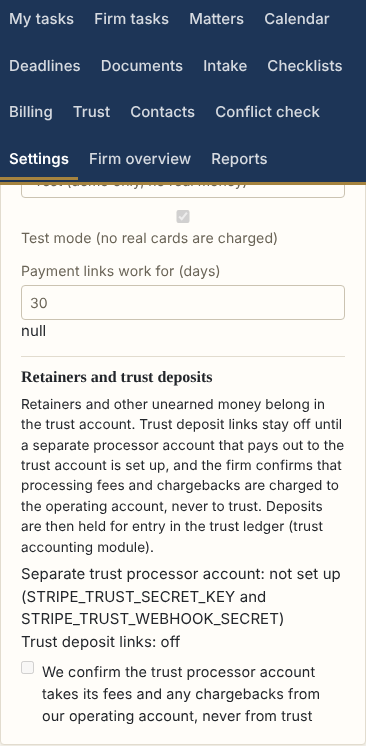 My tasks Firm tasks Matters Calendar
Deadlines Documents Intake Checklists
Billing Trust Contacts Conflict check
Settings Firm overview Reports
Test mode (no real cards are charged)
Payment links work for (days)
30
null
Retainers and trust deposits
Retainers and other unearned money belong in
the trust account. Trust deposit links stay off until
a separate processor account that pays out to the
trust account is set up, and the firm confirms that
processing fees and chargebacks are charged to
the operating account, never to trust. Deposits
are then held for entry in the trust ledger (trust
accounting module).
Separate trust processor account: not set up
(STRIPE_TRUST_SECRET_KEY and
STRIPE_TRUST_WEBHOOK_SECRET)
Trust deposit links: off
We confirm the trust processor account
takes its fees and any chargebacks from
our operating account, never from trust